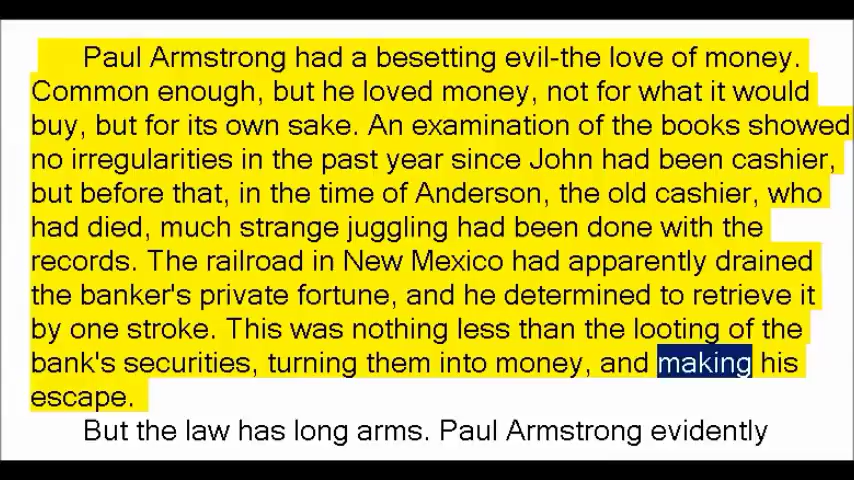 Paul Armstrong had a besetting evil-the love of money.
Common enough, but he loved money, not for what it would
buy, but for its own sake. An examination of the books showed
no irregularities in the past year since John had been cashier,
but before that, in the time of Anderson, the old cashier, who
had died, much strange juggling had been done with the
records. The railroad in New Mexico had apparently drained
the banker's private fortune, and he determined to retrieve it
by one stroke. This was nothing less than the looting of the
bank's securities, turning them into money, and making his
escape.
But the law has long arms. Paul Armstrong evidently